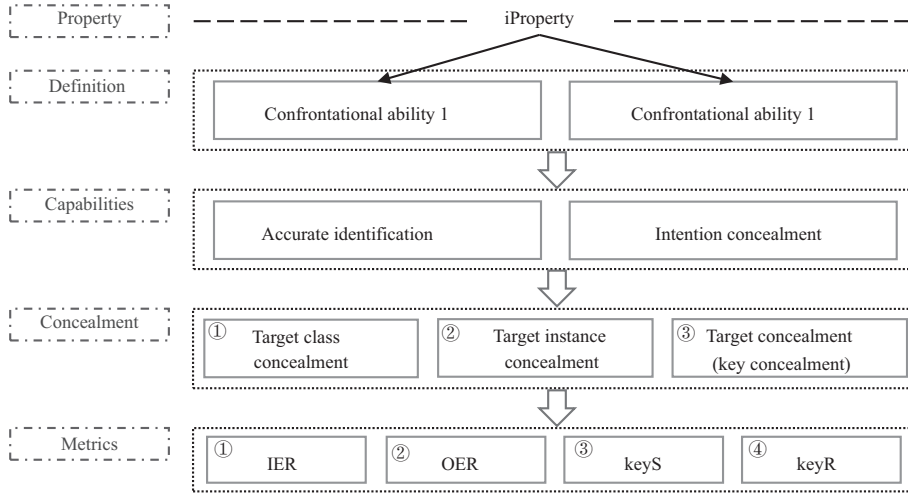 Property
iProperty
Definition
Confrontational ability 1
Confrontational ability 1
Capabilities
Accurate identification
Intention concealment
Concealment
① Target class
concealment
② Target instance
concealment
③ Target concealment
(key concealment)
Metrics
① IER
② OER
③ keyS
④ keyR